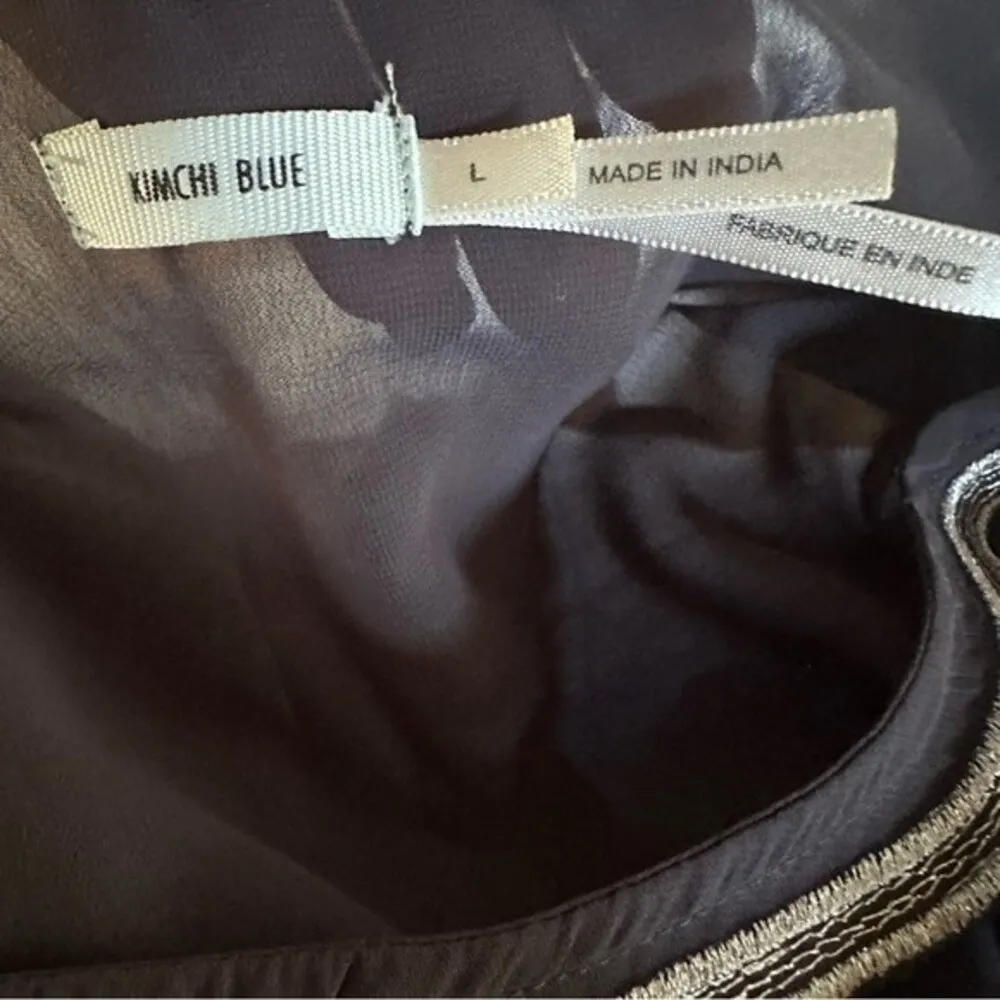 KIMCHI BLUE
L
MADE IN INDIA
FABRIQUE EN INDE